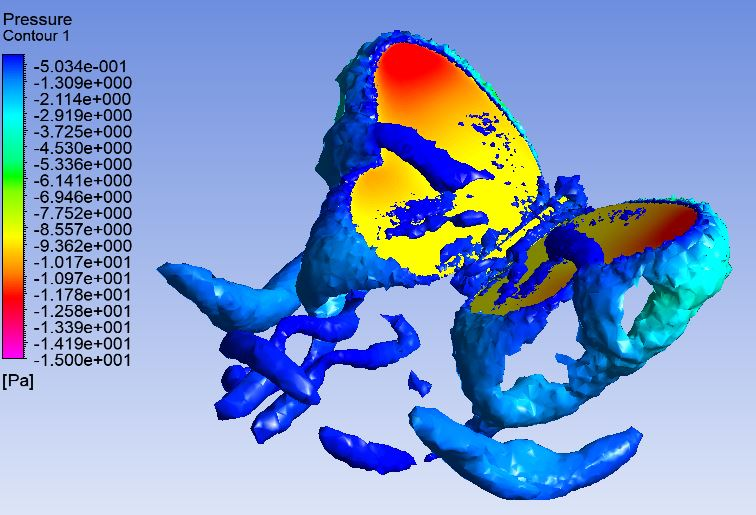 Pressure
Contour 1
-5.034e-001
-1.309e+000
-2.114e+000
-2.919e+000
-3.725e+000
-4.530e+000
-5.336e+000
-6.141e+000
-6.946e+000
-7.752e+000
-8.557e+000
-9.362e+000
-1.017e+001
-1.097e+001
-1.178e+001
-1.258e+001
-1.339e+001
-1.419e+001
-1.500e+001
[Pa]